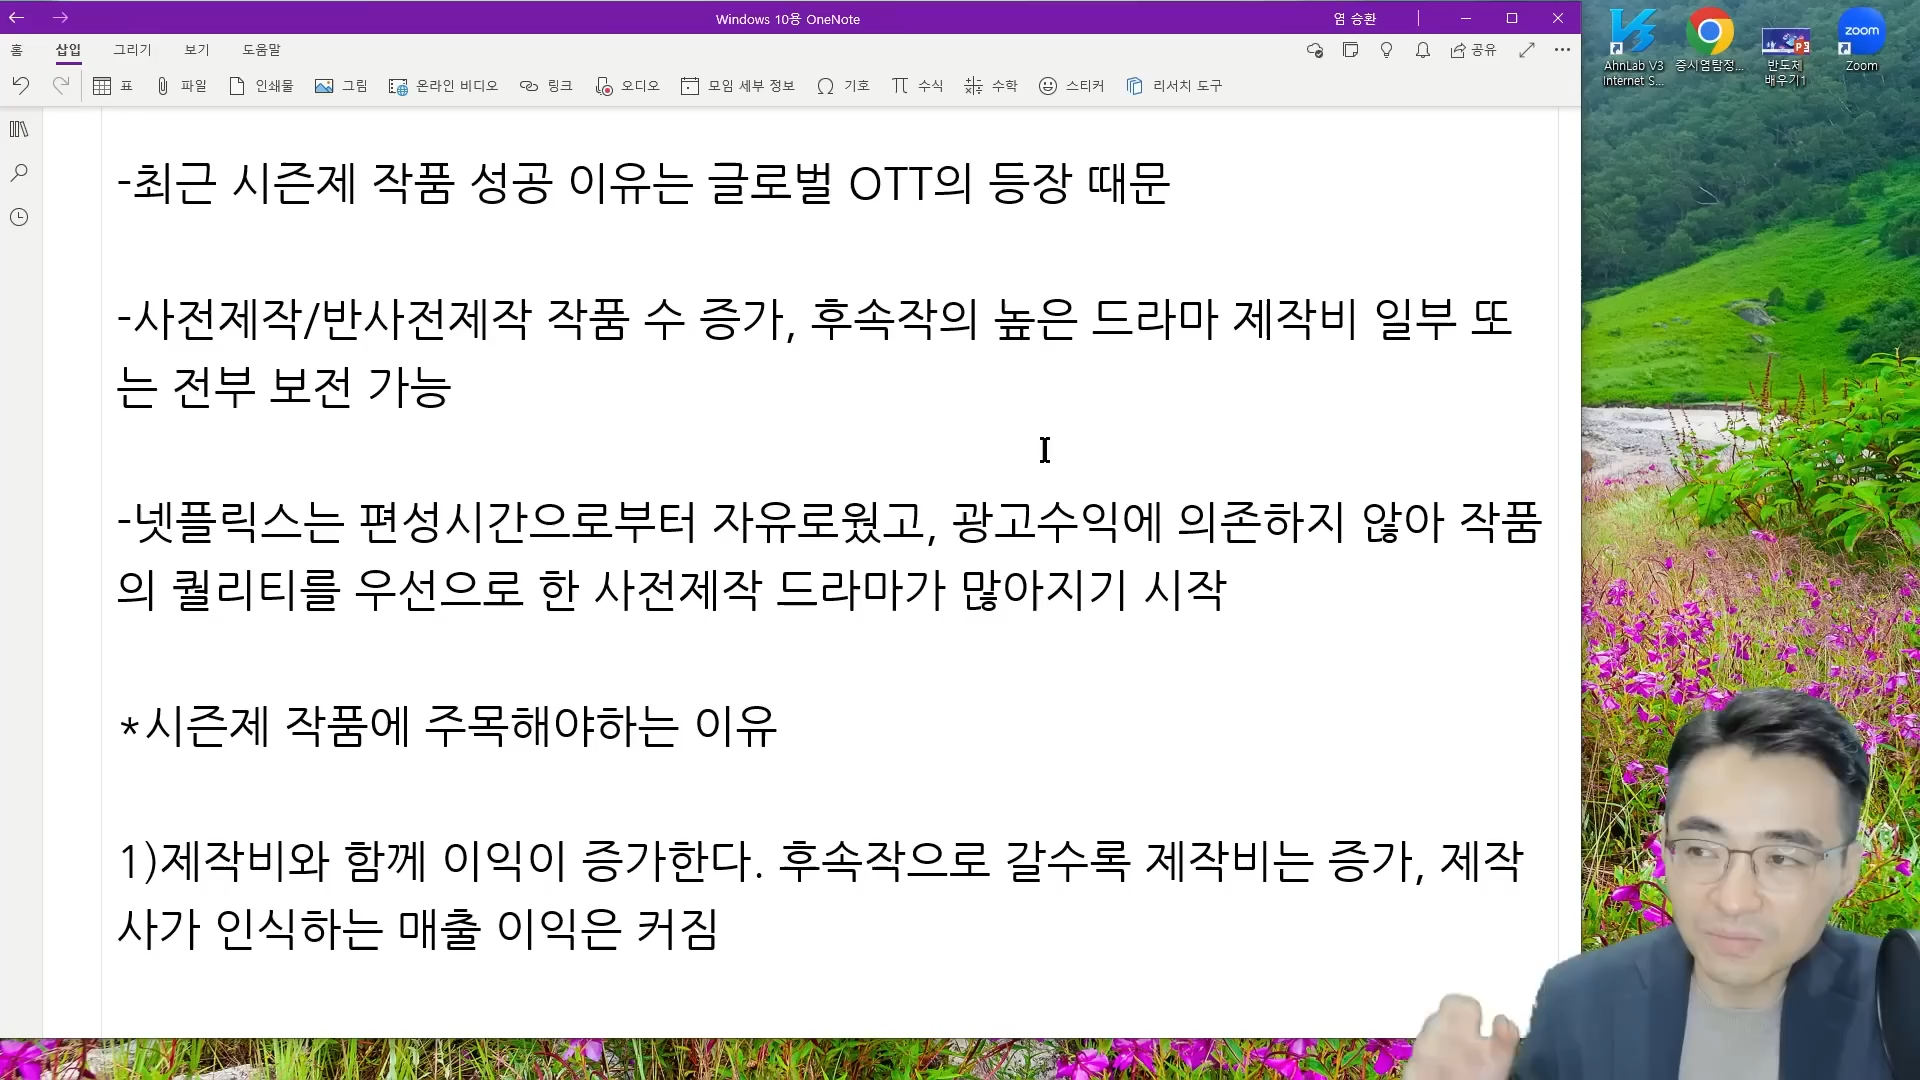 Windows 10용 OneNote
염 승환
홈 삽입 그리기 보기 도움말
공유
표 파일 인쇄물 그림 온라인 비디오 링크 오디오 모임 세부 정보 기호 수식 수학 스티커 리서치 도구
AhnLab V3
Internet S...
증시염탐정...
반도체
배우기1
zoom
Zoom
-최근 시즌제 작품 성공 이유는 글로벌 OTT의 등장 때문
-사전제작/반사전제작 작품 수 증가, 후속작의 높은 드라마 제작비 일부 또
는 전부 보전 가능
-넷플릭스는 편성시간으로부터 자유로웠고, 광고수익에 의존하지 않아 작품
의 퀄리티를 우선으로 한 사전제작 드라마가 많아지기 시작
*시즌제 작품에 주목해야하는 이유
1)제작비와 함께 이익이 증가한다. 후속작으로 갈수록 제작비는 증가, 제작
사가 인식하는 매출 이익은 커짐